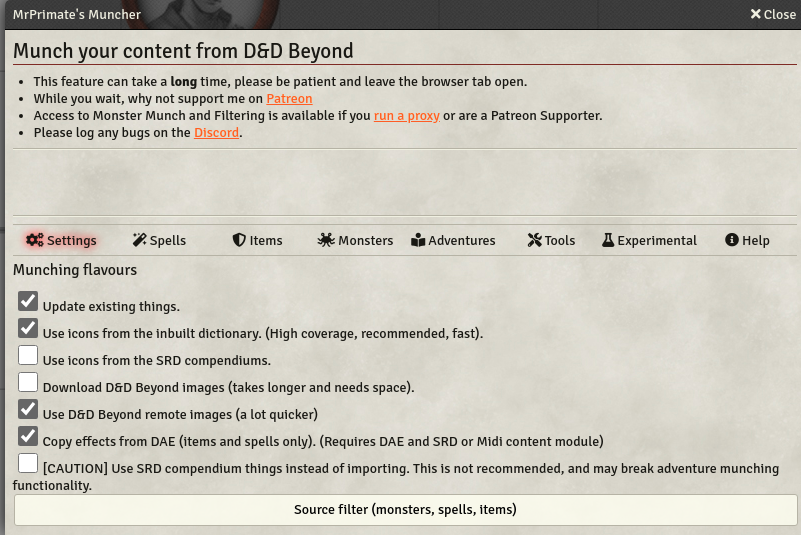 MrPrimate's Muncher
Close
Munch your content from D&D Beyond
This feature can take a long time, please be patient and leave the browser tab open.
While you wait, why not support me on Patreon
Access to Monster Munch and Filtering is available if you run a proxy or are a Patreon Supporter.
Please log any bugs on the Discord.
Settings Spells Items Monsters Adventures Tools Experimental Help
Munching flavours
Update existing things.
Use icons from the inbuilt dictionary. (High coverage, recommended, fast).
Use icons from the SRD compendiums.
Download D&D Beyond images (takes longer and needs space).
Use D&D Beyond remote images (a lot quicker)
Copy effects from DAE (items and spells only). (Requires DAE and SRD or Midi content module)
[CAUTION] Use SRD compendium things instead of importing. This is not recommended, and may break adventure munching
functionality.
Source filter (monsters, spells, items)